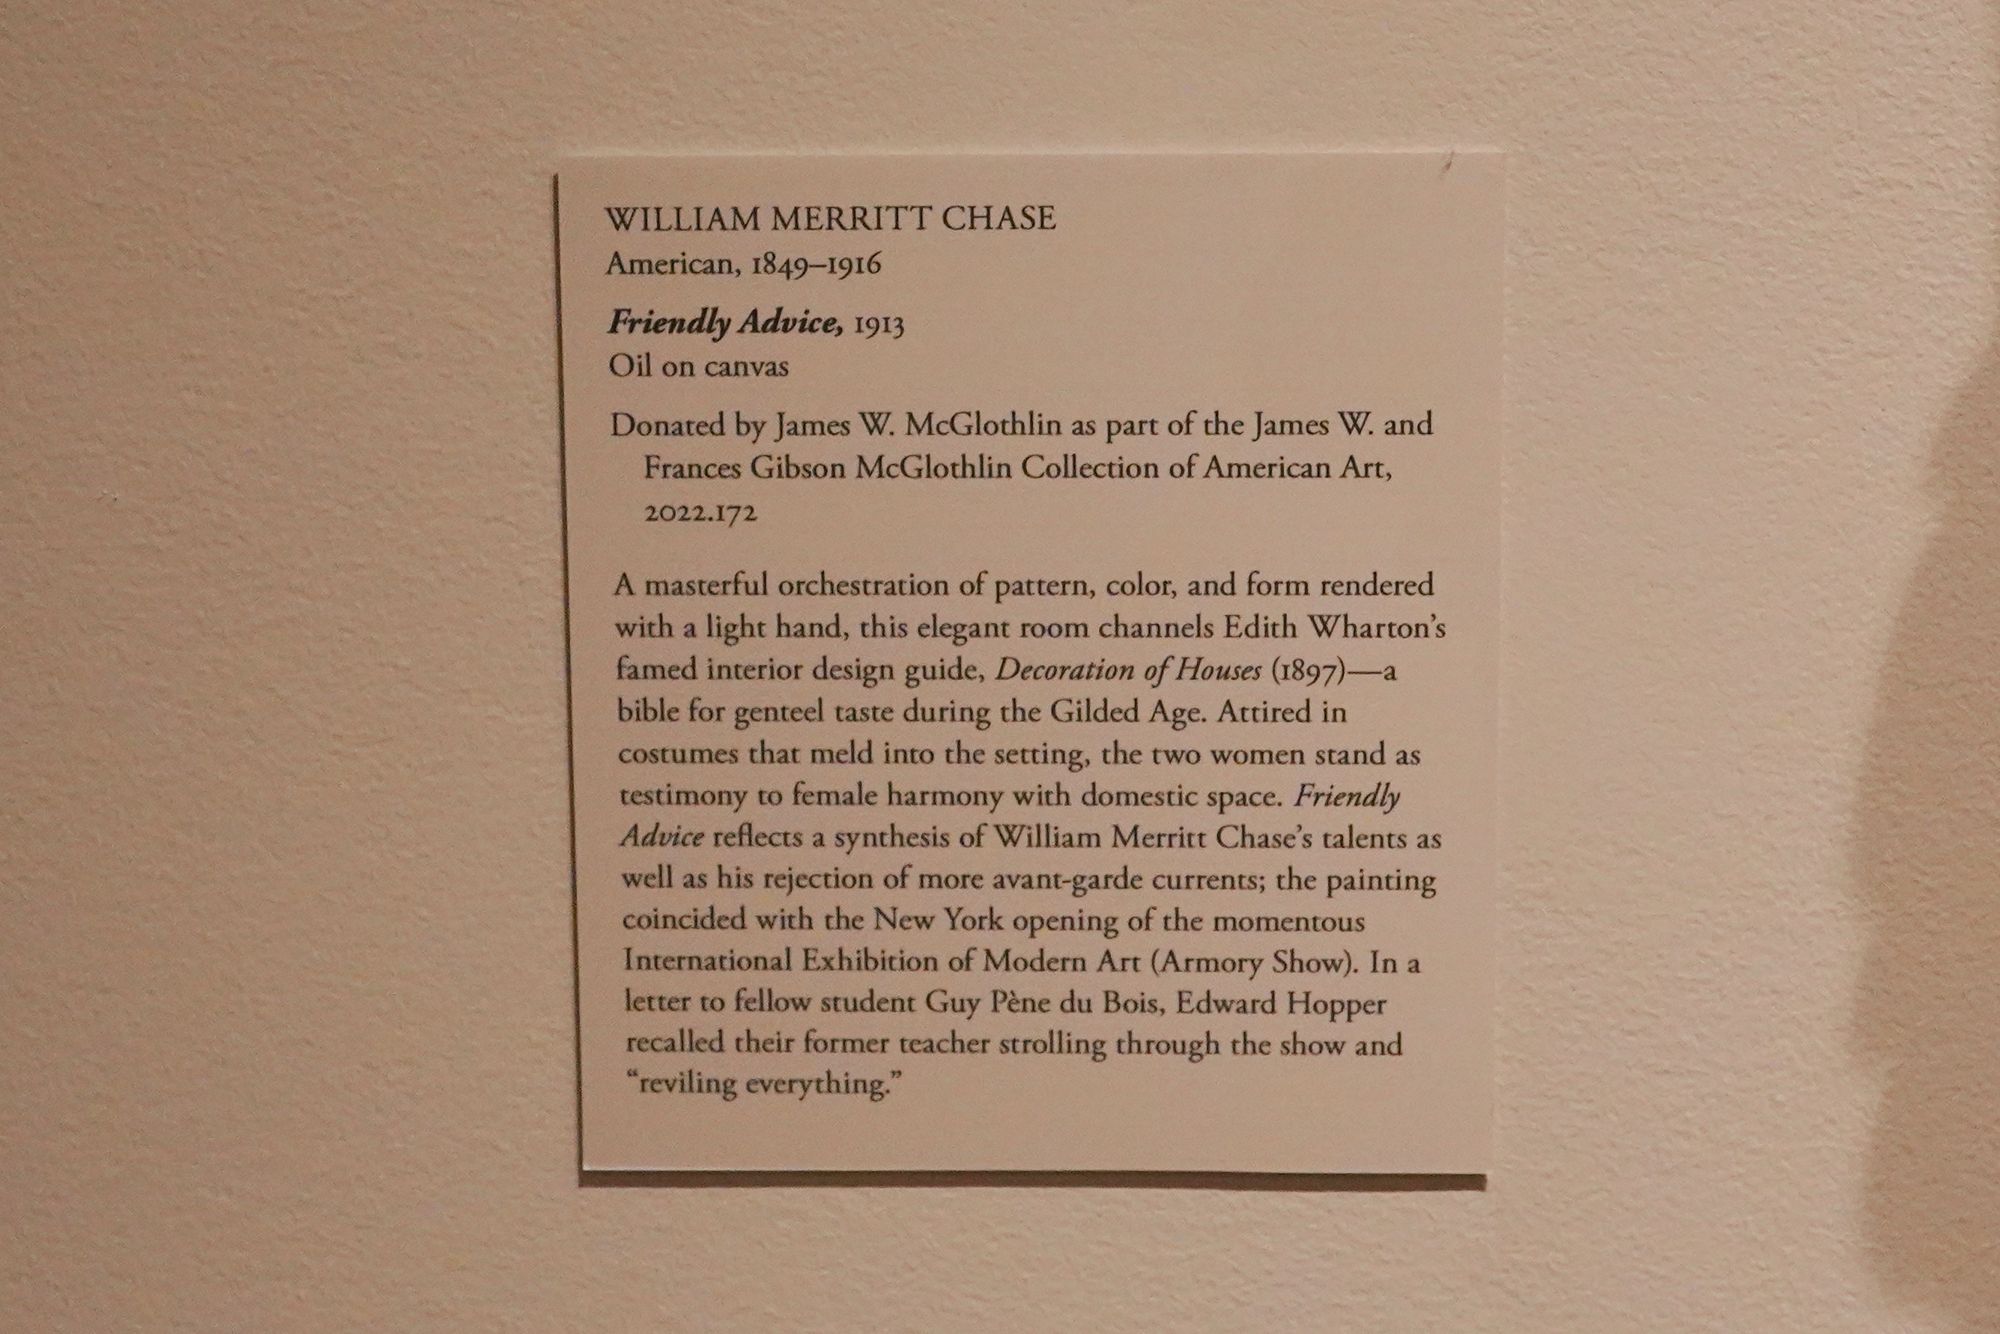 WILLIAM MERRITT CHASE
American, 1849–1916
Friendly Advice, 1913
Oil on canvas
Donated by James W. McGlothlin as part of the James W. and
Frances Gibson McGlothlin Collection of American Art,
2022.172
A masterful orchestration of pattern, color, and form rendered
with a light hand, this elegant room channels Edith Wharton’s
famed interior design guide, Decoration of Houses (1897)—a
bible for genteel taste during the Gilded Age. Attired in
costumes that meld into the setting, the two women stand as
testimony to female harmony with domestic space. Friendly
Advice reflects a synthesis of William Merritt Chase’s talents as
well as his rejection of more avant-garde currents; the painting
coincided with the New York opening of the momentous
International Exhibition of Modern Art (Armory Show). In a
letter to fellow student Guy Pène du Bois, Edward Hopper
recalled their former teacher strolling through the show and
“reviling everything.”